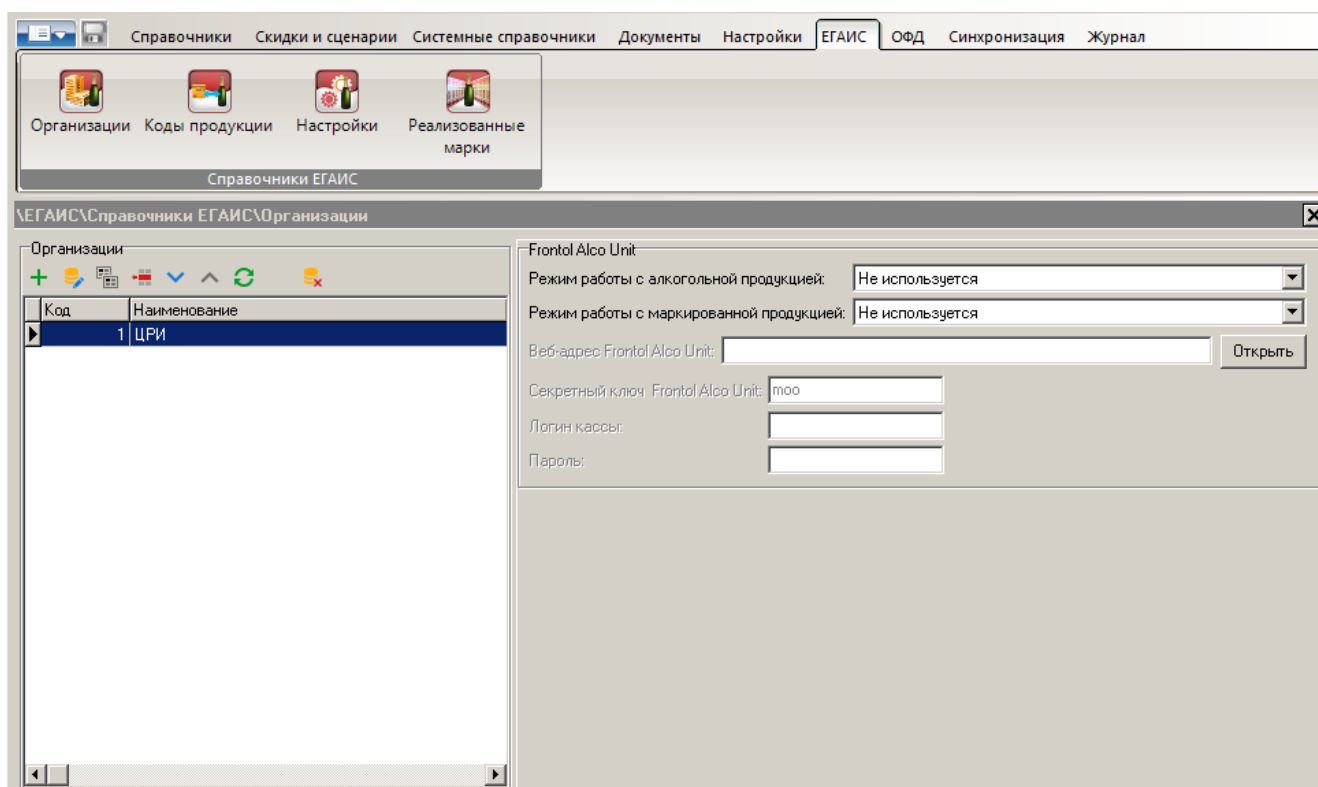 Справочники Скидки и сценарии Системные справочники Документы Настройки ЕГАИС ОФД Синхронизация Журнал
Организации Коды продукции Настройки Реализованные
марки
Справочники ЕГАИС
\ЕГАИС\Справочники ЕГАИС\Организации
Организации
Код Наименование
1 ЦРИ
Frontol Alco Unit
Режим работы с алкогольной продукцией: Не используется
Режим работы с маркированной продукцией: Не используется
Веб-адрес Frontol Alco Unit: Открыть
Секретный ключ Frontol Alco Unit: moo
Логин кассы:
Пароль: